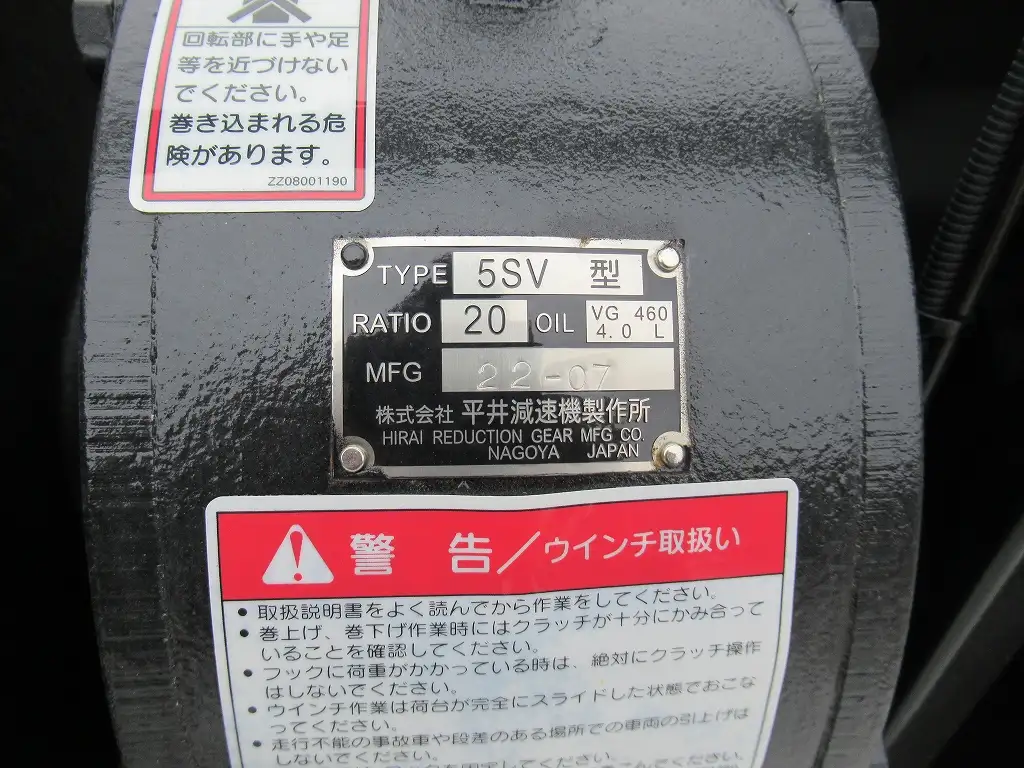 回転部に手や足
等を近づけない
でください。
巻き込まれる危
険があります。
ZZ08001190
TYPE 5SV 型
RATIO 20 OIL VG 460 4.0 L
MFG 22-07
株式会社 平井減速機製作所
HIRAI REDUCTION GEAR MFG CO.
NAGOYA JAPAN
警 告/ウインチ取扱い
• 取扱説明書をよく読んでから作業をしてください。
• 巻上げ、巻下げ作業時にはクラッチが十分にかみ合って
いることを確認してください。
• フックに荷重がかかっている時は、絶対にクラッチ操作
はしないでください。
• ウインチ作業は荷台が完全にスライドした状態でおこな
ってください。
• 走行不能の事故車や段差のある場所での車両の引上げは
しないでください。